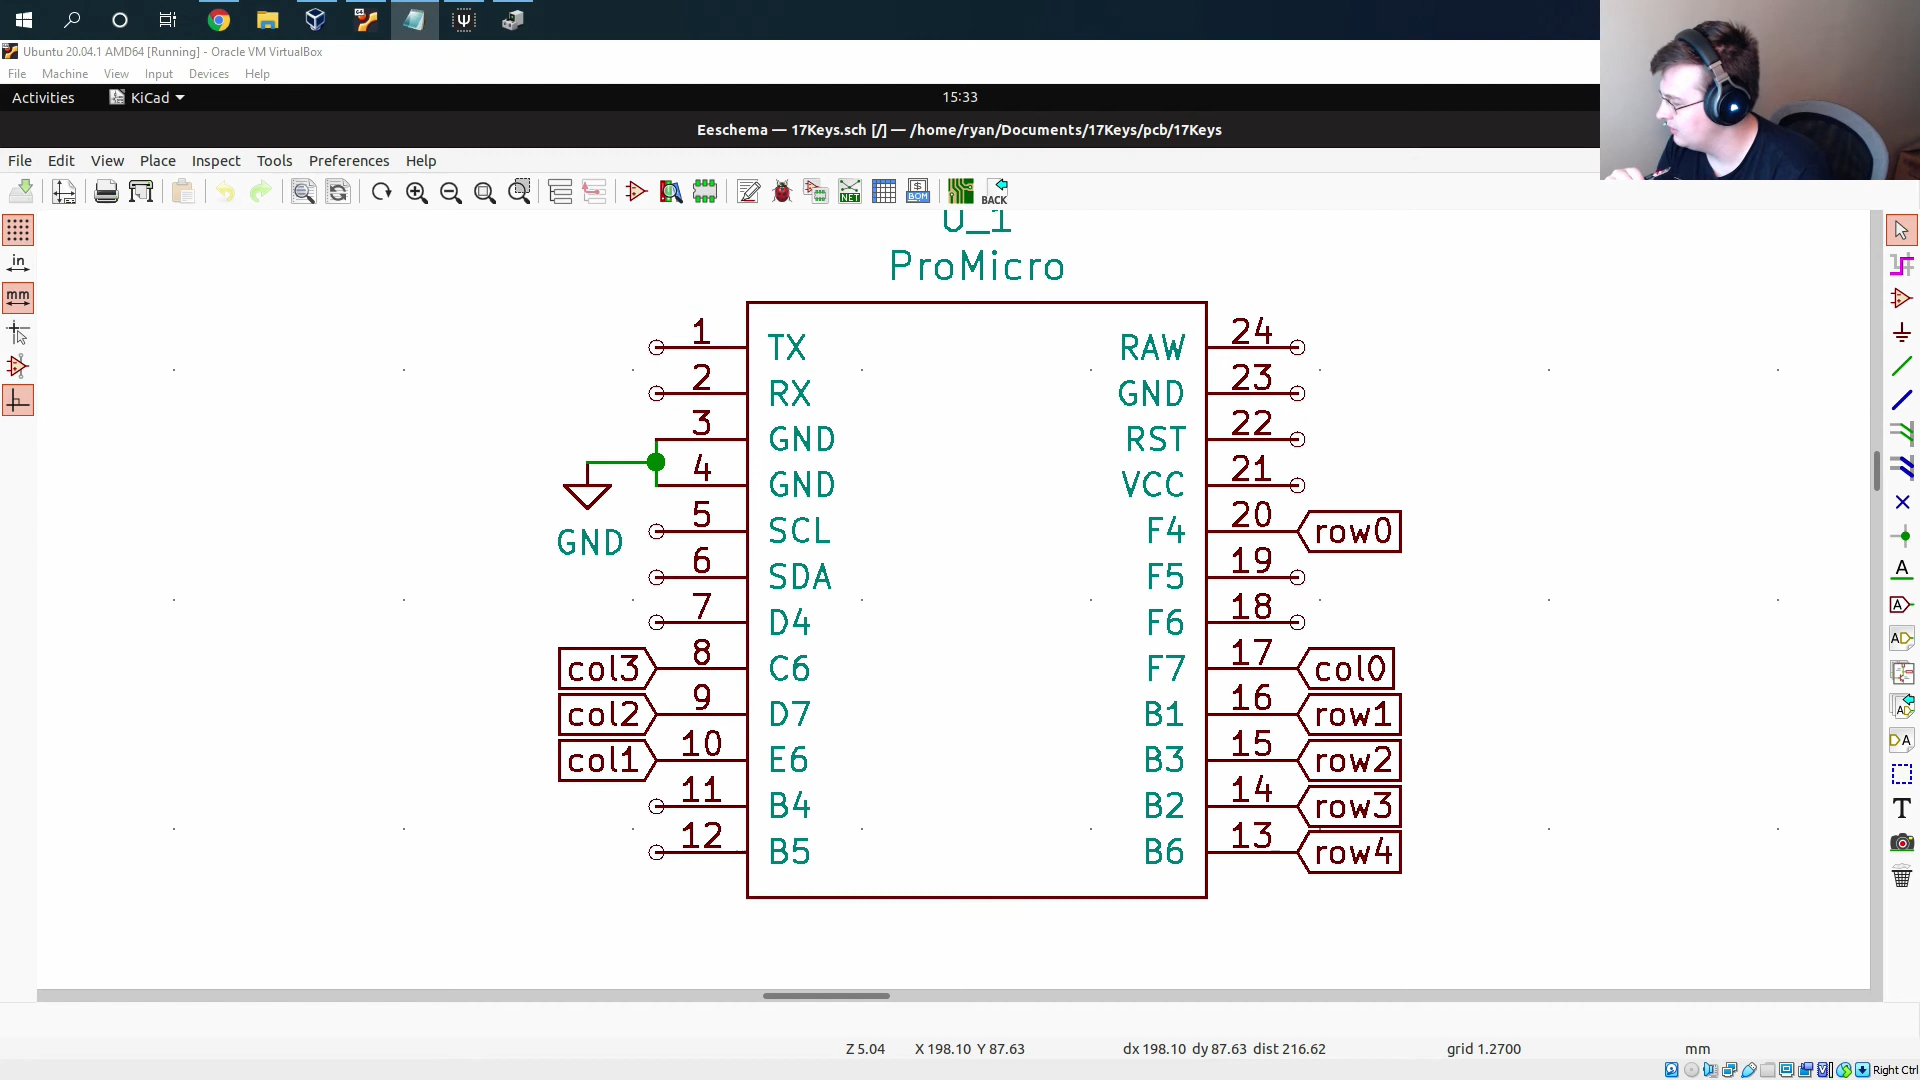 Ubuntu 20.04.1 AMD64 [Running] - Oracle VM VirtualBox
File Machine View Input Devices Help
Activities KiCad 15:33
Eeschema — 17Keys.sch [/] — /home/ryan/Documents/17Keys/pcb/17Keys
File Edit View Place Inspect Tools Preferences Help
NET BOM BACK
in
mm
U_1
ProMicro
1 TX RAW 24
2 RX GND 23
3 GND RST 22
4 GND VCC 21
GND
5 SCL F4 20 row0
6 SDA F5 19
7 D4 F6 18
col3 8 C6 F7 17 col0
col2 9 D7 B1 16 row1
col1 10 E6 B3 15 row2
11 B4 B2 14 row3
12 B5 B6 13 row4
A
A
AD
AD
DA
T
Z 5.04 X 198.10 Y 87.63 dx 198.10 dy 87.63 dist 216.62 grid 1.2700 mm
Right Ctrl